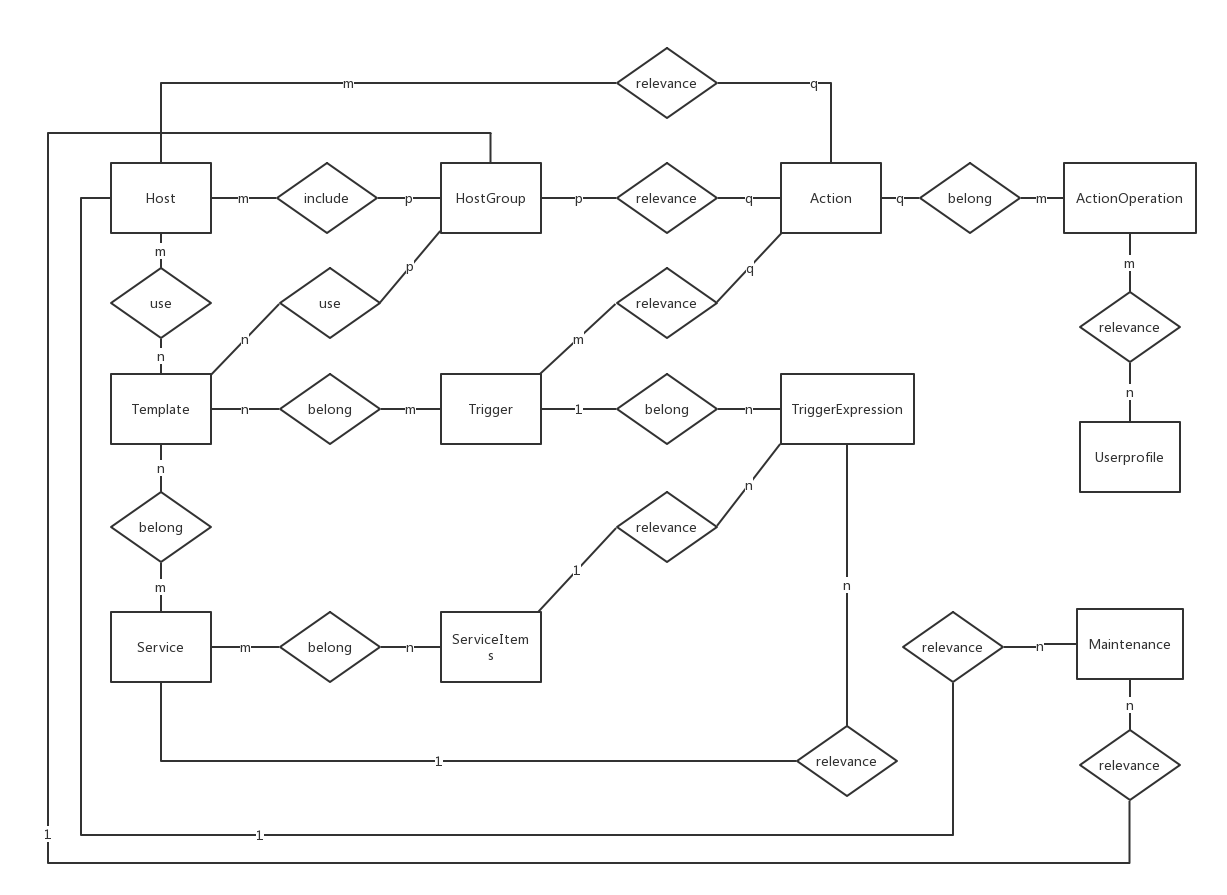 m
relevance
q
Host
m
include
p
HostGroup
p
relevance
q
Action
q
belong
m
ActionOperation
m
use
n
p
use
n
q
relevance
m
m
relevance
n
Userprofile
Template
n
belong
m
Trigger
1
belong
n
TriggerExpression
n
belong
m
n
relevance
1
n
Service
m
belong
n
ServiceItem
s
relevance
n
Maintenance
n
relevance
1
relevance
1
1